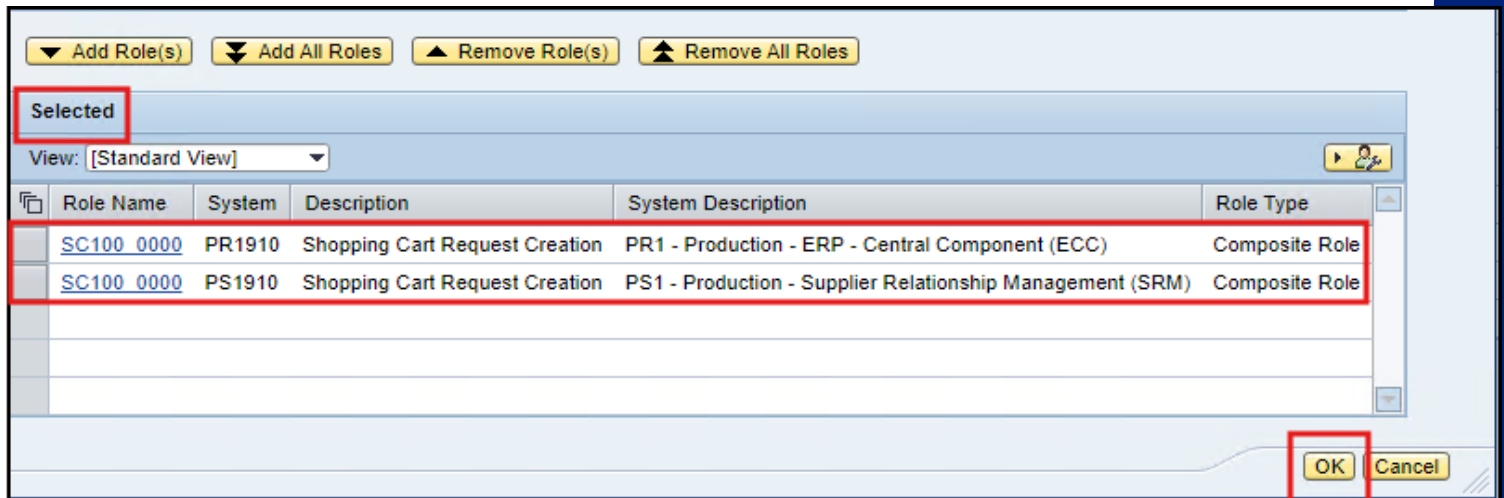 Add Role(s) Add All Roles Remove Role(s) Remove All Roles
Selected
View: [Standard View]
Role Name System Description System Description Role Type
SC100_0000 PR1910 Shopping Cart Request Creation PR1 - Production - ERP - Central Component (ECC) Composite Role
SC100_0000 PS1910 Shopping Cart Request Creation PS1 - Production - Supplier Relationship Management (SRM) Composite Role
OK Cancel